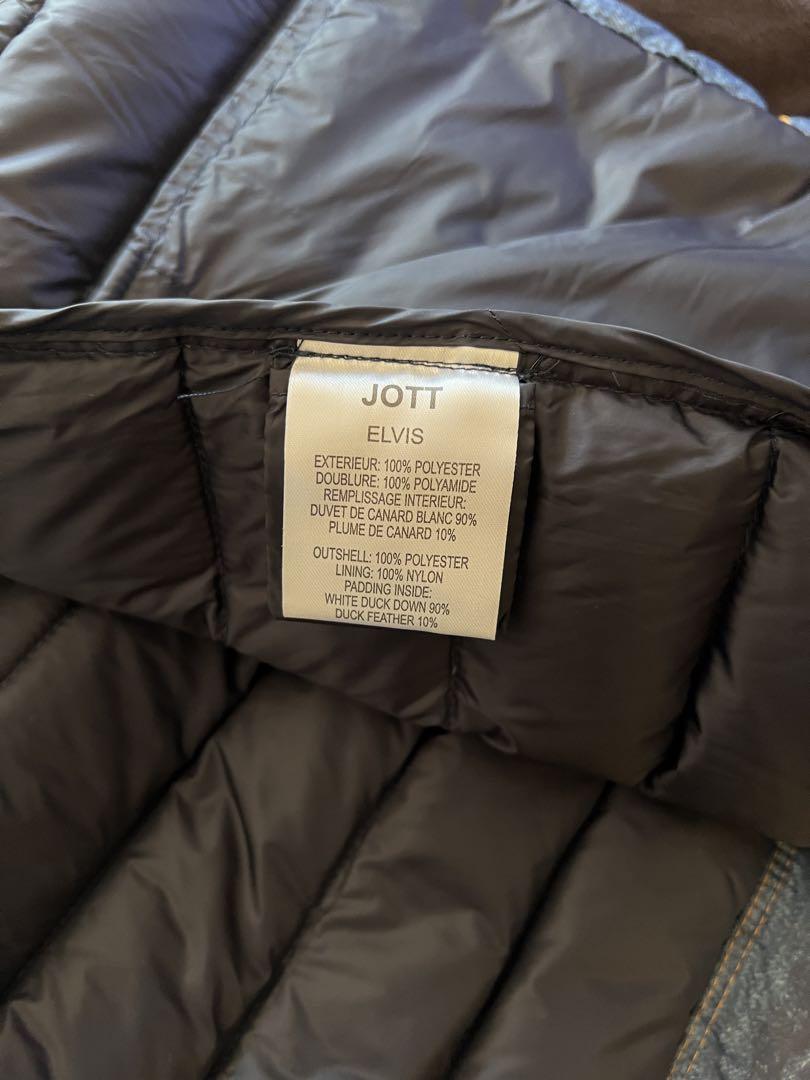 JOTT
ELVIS
EXTERIEUR: 100% POLYESTER
DOUBLURE: 100% POLYAMIDE
REMPLISSAGE INTERIEUR:
DUVET DE CANARD BLANC 90%
PLUME DE CANARD 10%
OUTSHELL: 100% POLYESTER
LINING: 100% NYLON
PADDING INSIDE:
WHITE DUCK DOWN 90%
DUCK FEATHER 10%